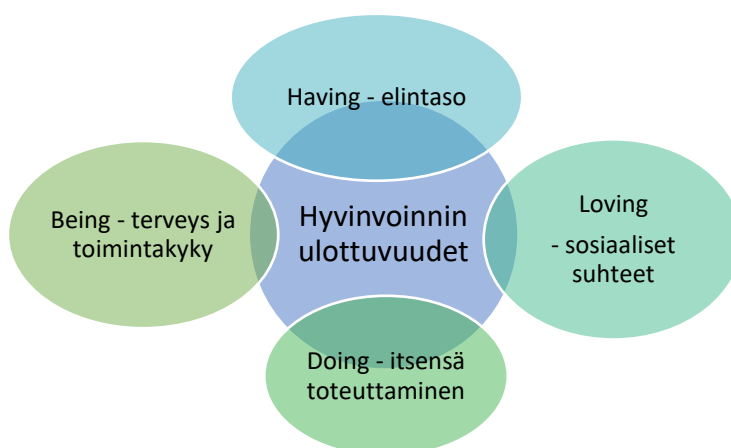 Having - elintaso
Being - terveys ja
toimintakyky
Hyvinvoinnin
ulottuvuudet
Loving
- sosiaaliset
suhteet
Doing - itsensä
toteuttaminen